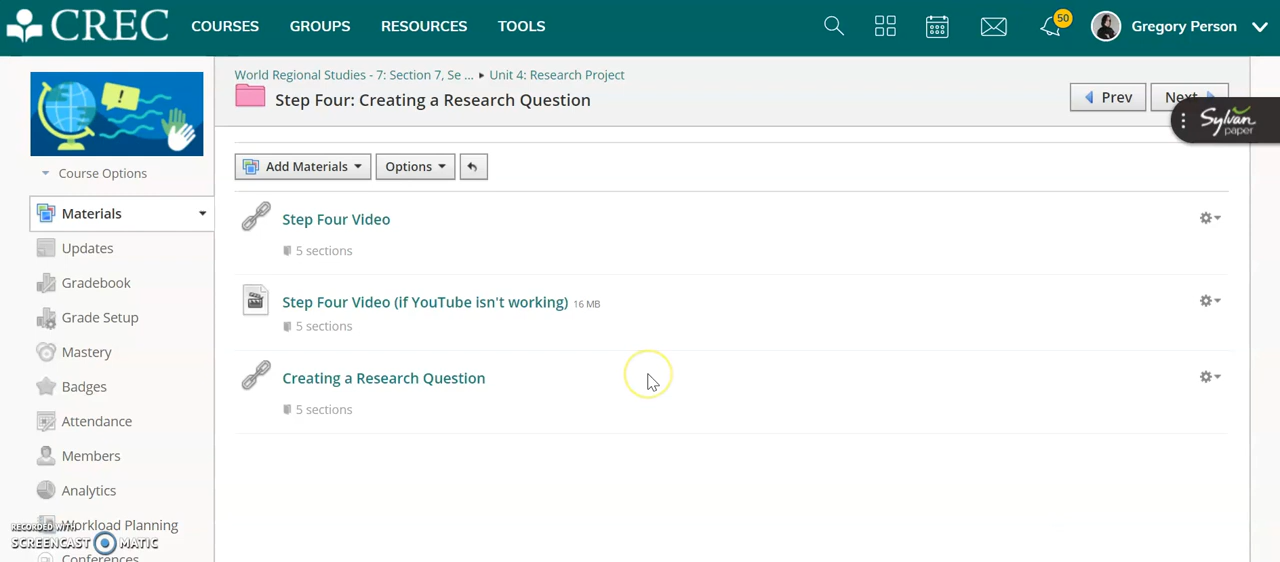 CREC COURSES GROUPS RESOURCES TOOLS 50 Gregory Person
World Regional Studies - 7: Section 7, Se ... ▸ Unit 4: Research Project
Step Four: Creating a Research Question
Prev Next
Sylvan paper
Course Options
Add Materials Options
Materials
Updates
Gradebook
Grade Setup
Mastery
Badges
Attendance
Members
Analytics
Workload Planning
Conferences
Step Four Video
5 sections
Step Four Video (if YouTube isn't working) 16 MB
5 sections
Creating a Research Question
5 sections
RECORDED WITH
SCREENCAST MATIC